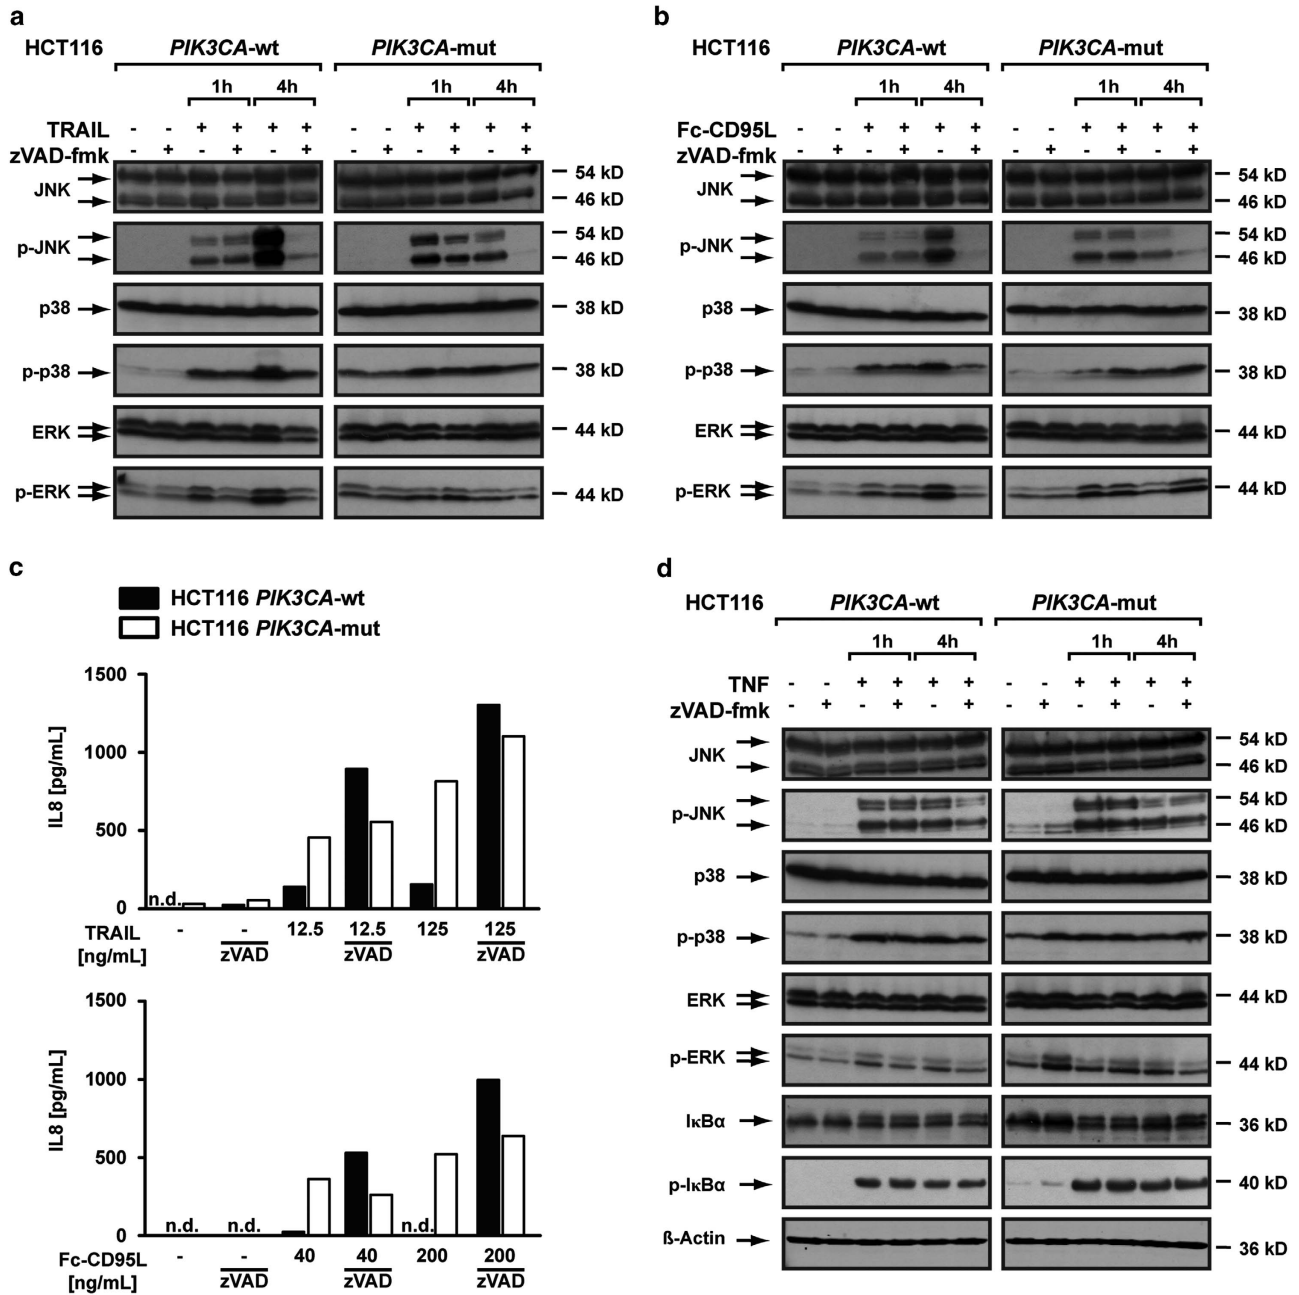 a
HCT116 PIK3CA-wt PIK3CA-mut
1h 4h 1h 4h
TRAIL - - + + + + - - + + + +
zVAD-fmk - + - + - + - + - + - +
JNK 54 kD
46 kD
p-JNK 54 kD
46 kD
p38 38 kD
p-p38 38 kD
ERK 44 kD
p-ERK 44 kD
b
HCT116 PIK3CA-wt PIK3CA-mut
1h 4h 1h 4h
Fc-CD95L - - + + + + - - + + + +
zVAD-fmk - + - + - + - + - + - +
JNK 54 kD
46 kD
p-JNK 54 kD
46 kD
p38 38 kD
p-p38 38 kD
ERK 44 kD
p-ERK 44 kD
c
HCT116 PIK3CA-wt
HCT116 PIK3CA-mut
IL8 [pg/mL]
1500
1000
500
0
n.d.
TRAIL - - 12.5 12.5 125 125
[ng/mL] zVAD zVAD zVAD
IL8 [pg/mL]
1500
1000
500
0
n.d. n.d. n.d.
Fc-CD95L - - 40 40 200 200
[ng/mL] zVAD zVAD zVAD
d
HCT116 PIK3CA-wt PIK3CA-mut
1h 4h 1h 4h
TNF - - + + + + - - + + + +
zVAD-fmk - + - + - + - + - + - +
JNK 54 kD
46 kD
p-JNK 54 kD
46 kD
p38 38 kD
p-p38 38 kD
ERK 44 kD
p-ERK 44 kD
IκBα 36 kD
p-IκBα 40 kD
ß-Actin 36 kD